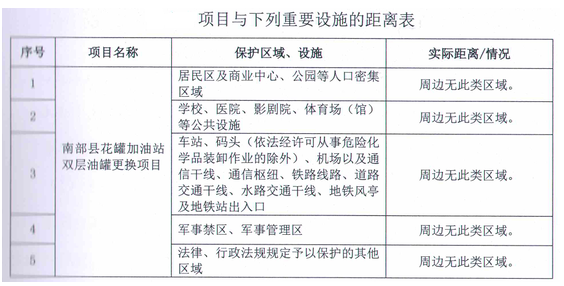 项目与下列重要设施的距离表
序号 项目名称 保护区域、设施 实际距离/情况
1 居民区及商业中心、公园等人口密集
区域 周边无此类区域。
2 学校、医院、影剧院、体育场（馆）
等公共设施 周边无此类区域。
南部县花罐加油站
双层油罐更换项目
3 车站、码头（依法经许可从事危险化
学品装卸作业的除外）、机场以及通
信干线、通信枢纽、铁路线路、道路
交通干线、水路交通干线、地铁风亭
及地铁站出入口 周边无此类区域。
4 军事禁区、军事管理区 周边无此类区域。
5 法律、行政法规规定予以保护的其他
区域 周边无此类区域。